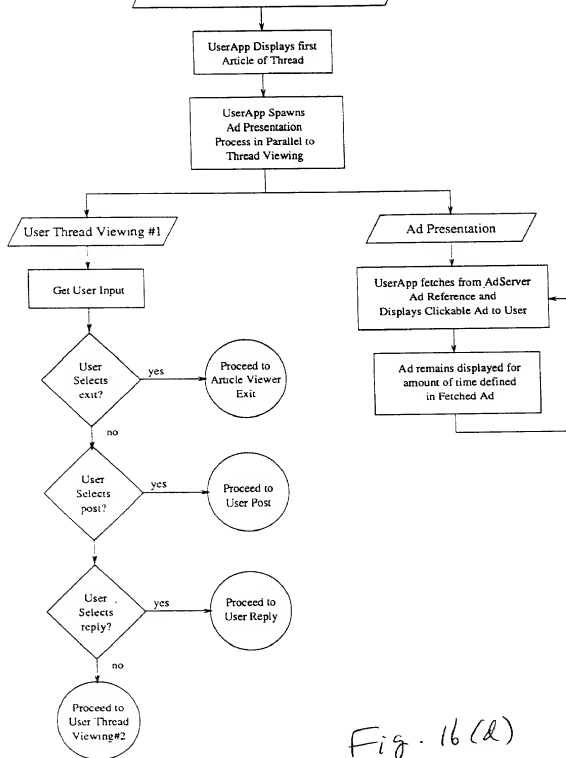 UserApp Displays first
Article of Thread
UserApp Spawns
Ad Presentation
Process in Parallel to
Thread Viewing
User Thread Viewing #1
Ad Presentation
Get User Input
UserApp fetches from AdServer
Ad Reference and
Displays Clickable Ad to User
User
Selects
exit?
yes
Proceed to
Article Viewer
Exit
Ad remains displayed for
amount of time defined
in Fetched Ad
no
User
Selects
post?
yes
Proceed to
User Post
User
Selects
reply?
yes
Proceed to
User Reply
no
Proceed to
User Thread
Viewing#2
Fig. 16 (d)